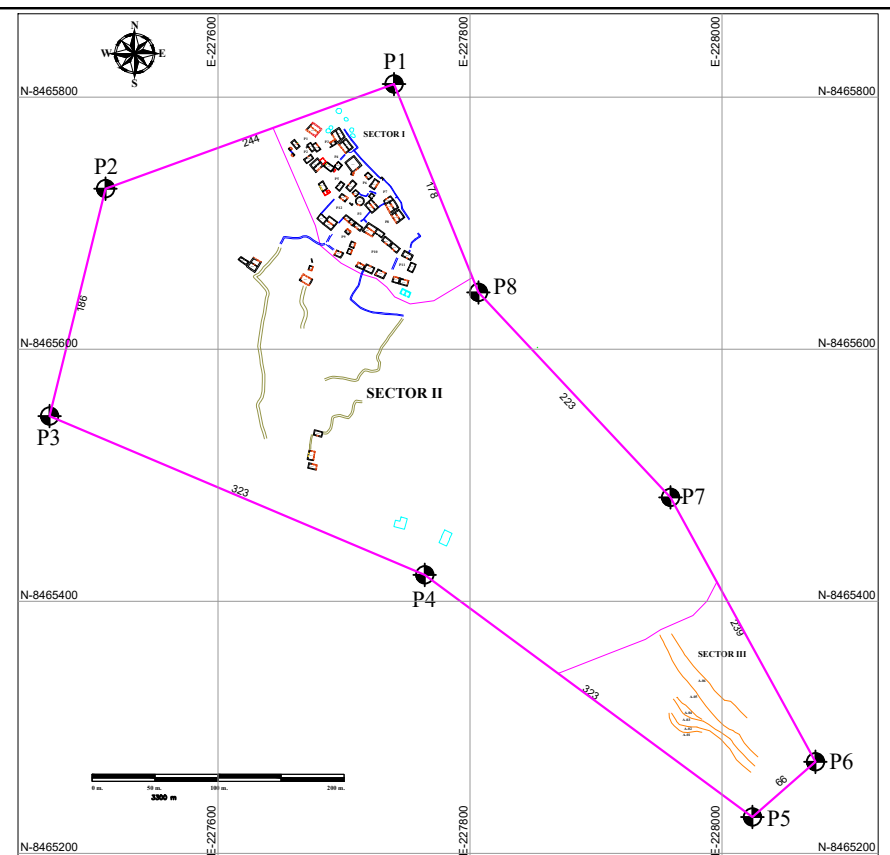 E-227600
E-227800
E-228000
N
W E
S
P1
N-8465800
N-8465800
SECTOR I
244
178
P2
P8
186
N-8465600
N-8465600
SECTOR II
223
P3
323
P7
P4
N-8465400
N-8465400
239
SECTOR III
323
P6
66
0 m. 50 m. 100 m. 200 m.
3300 m
P5
N-8465200
N-8465200
E-227600
E-227800
E-228000